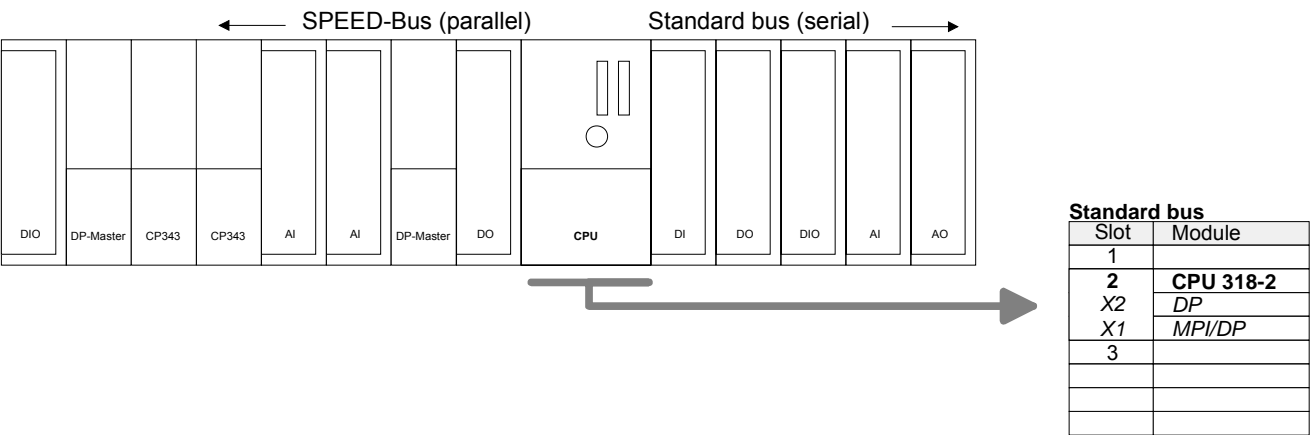 SPEED-Bus (parallel) Standard bus (serial)
DIO DP-Master CP343 CP343 AI AI DP-Master DO CPU DI DO DIO AI AO
Standard bus
Slot Module
1
2 CPU 318-2
X2 DP
X1 MPI/DP
3